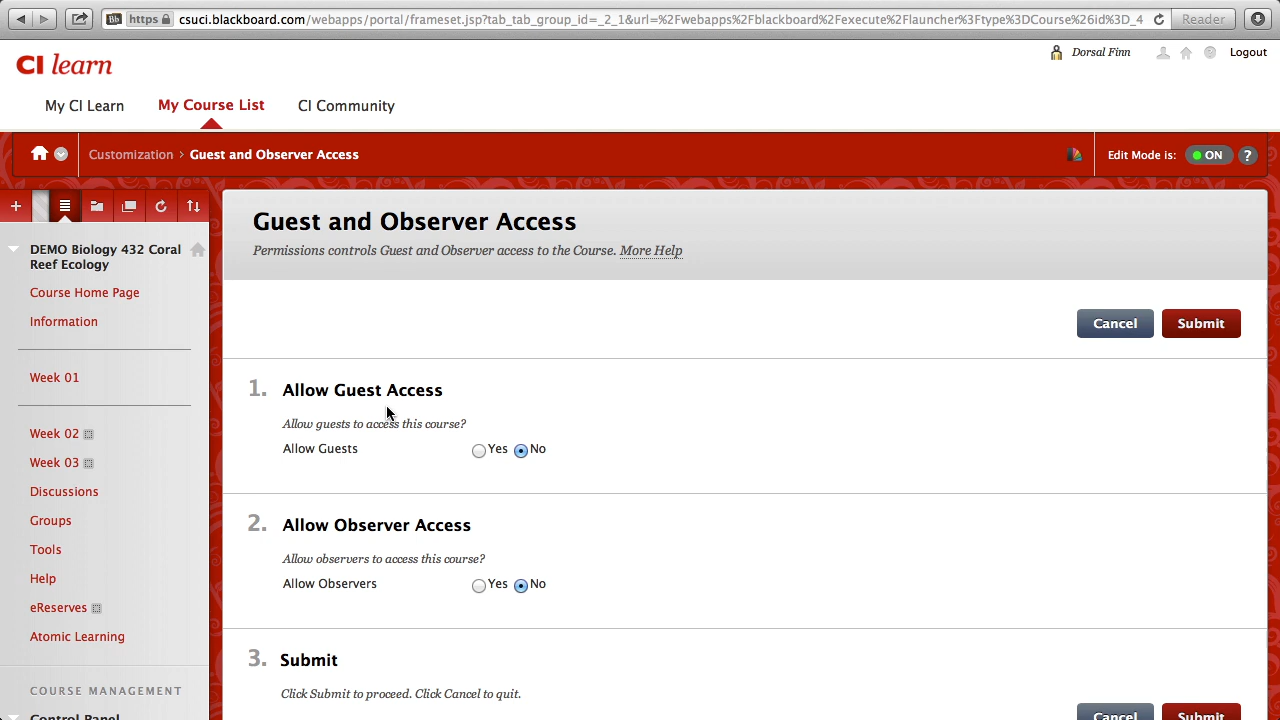 Bb https csuci.blackboard.com/webapps/portal/frameset.jsp?tab_tab_group_id=_2_1&url=%2Fwebapps%2Fblackboard%2Fexecute%2Flauncher%3Ftype%3DCourse%26id%3D_4 Reader
CI learn
Dorsal Finn Logout
My CI Learn My Course List CI Community
Customization > Guest and Observer Access Edit Mode is: ON ?
DEMO Biology 432 Coral
Reef Ecology
Course Home Page
Information
Week 01
Week 02
Week 03
Discussions
Groups
Tools
Help
eReserves
Atomic Learning
COURSE MANAGEMENT
Control Panel
Guest and Observer Access
Permissions controls Guest and Observer access to the Course. More Help
Cancel Submit
1. Allow Guest Access
Allow guests to access this course?
Allow Guests Yes No
2. Allow Observer Access
Allow observers to access this course?
Allow Observers Yes No
3. Submit
Click Submit to proceed. Click Cancel to quit.
Cancel Submit